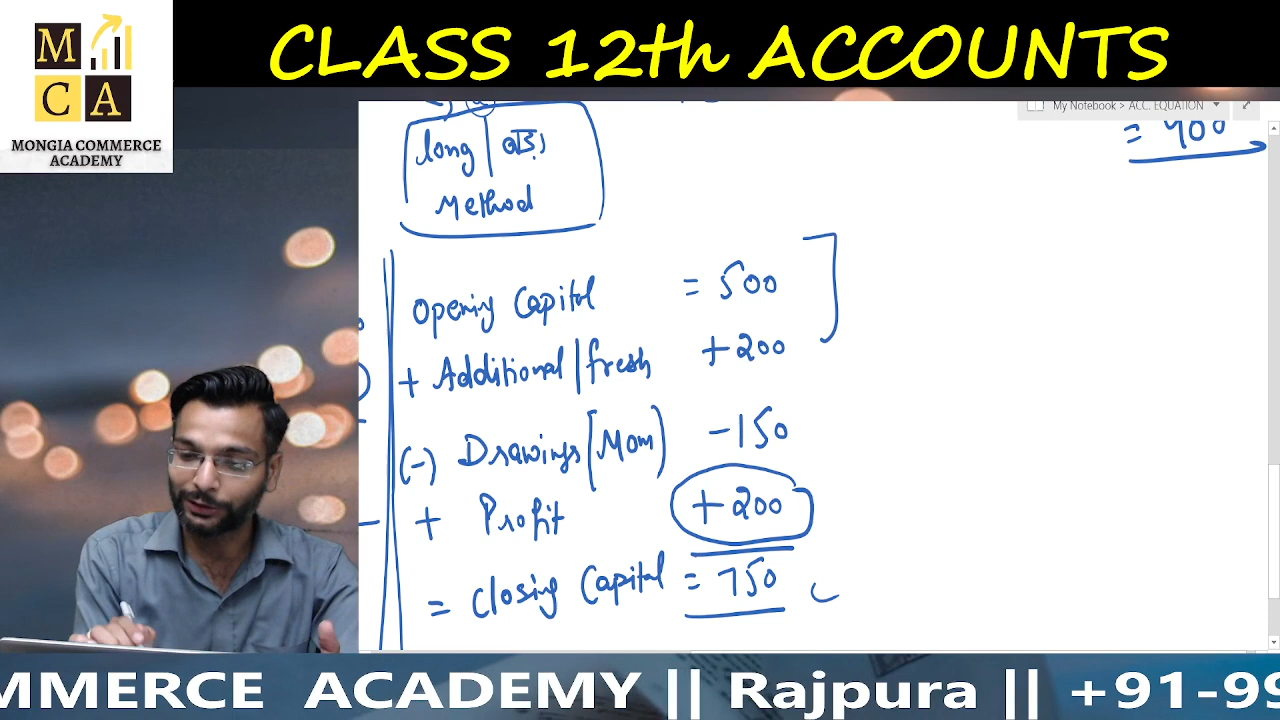 CLASS 12th ACCOUNTS
M
C A
MONGIA COMMERCE
ACADEMY
My Notebook > ACC. EQUATION
= 400
long | बड़ा
Method
Opening Capital = 500
+ Additional | fresh +200
(-) Drawings [Mom] -150
+ Profit +200
= Closing Capital = 750
MMERCE ACADEMY || Rajpura || +91-99